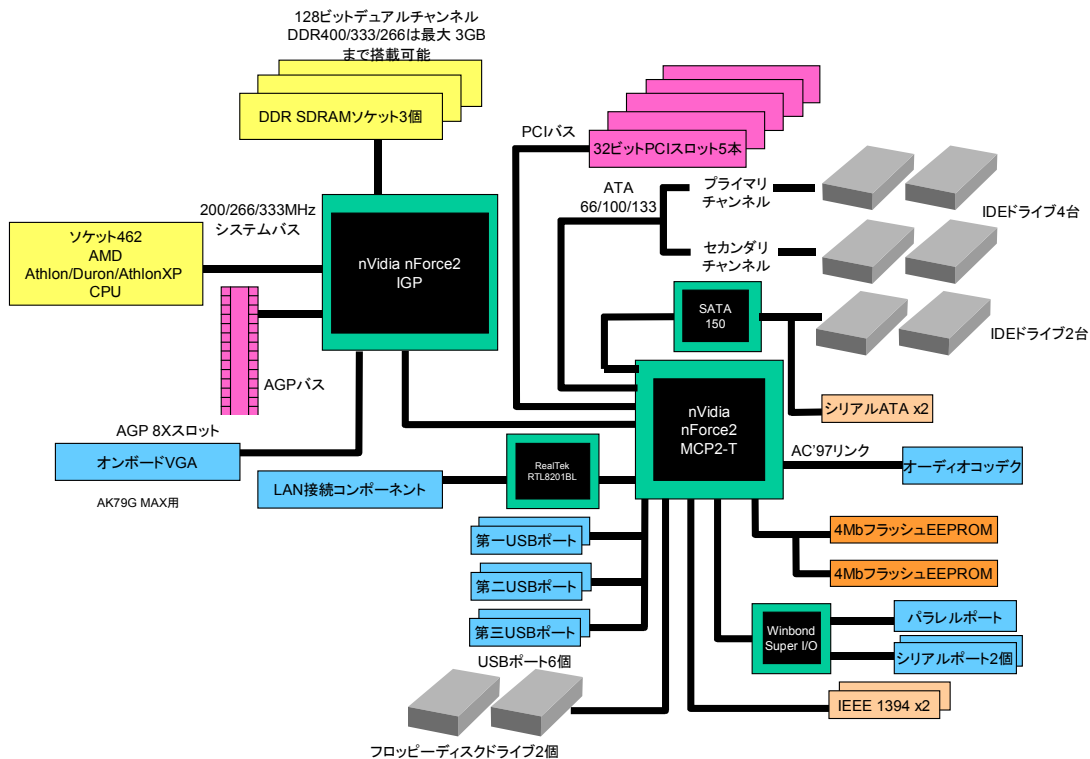 128ビットデュアルチャンネル
DDR400/333/266は最大 3GB
まで搭載可能
DDR SDRAMソケット3個
PCIバス
32ビットPCIスロット5本
ATA
66/100/133
プライマリ
チャンネル
IDEドライブ4台
セカンダリ
チャンネル
200/266/333MHz
システムバス
ソケット462
AMD
Athlon/Duron/AthlonXP
CPU
nVidia nForce2
IGP
SATA
150
IDEドライブ2台
AGPバス
シリアルATA x2
nVidia
nForce2
MCP2-T
AGP 8Xスロット
オンボードVGA
AK79G MAX用
LAN接続コンポーネント
RealTek
RTL8201BL
AC'97リンク
オーディオコッデク
第一USBポート
第二USBポート
第三USBポート
USBポート6個
4MbフラッシュEEPROM
4MbフラッシュEEPROM
Winbond
Super I/O
パラレルポート
シリアルポート2個
IEEE 1394 x2
フロッピーディスクドライブ2個